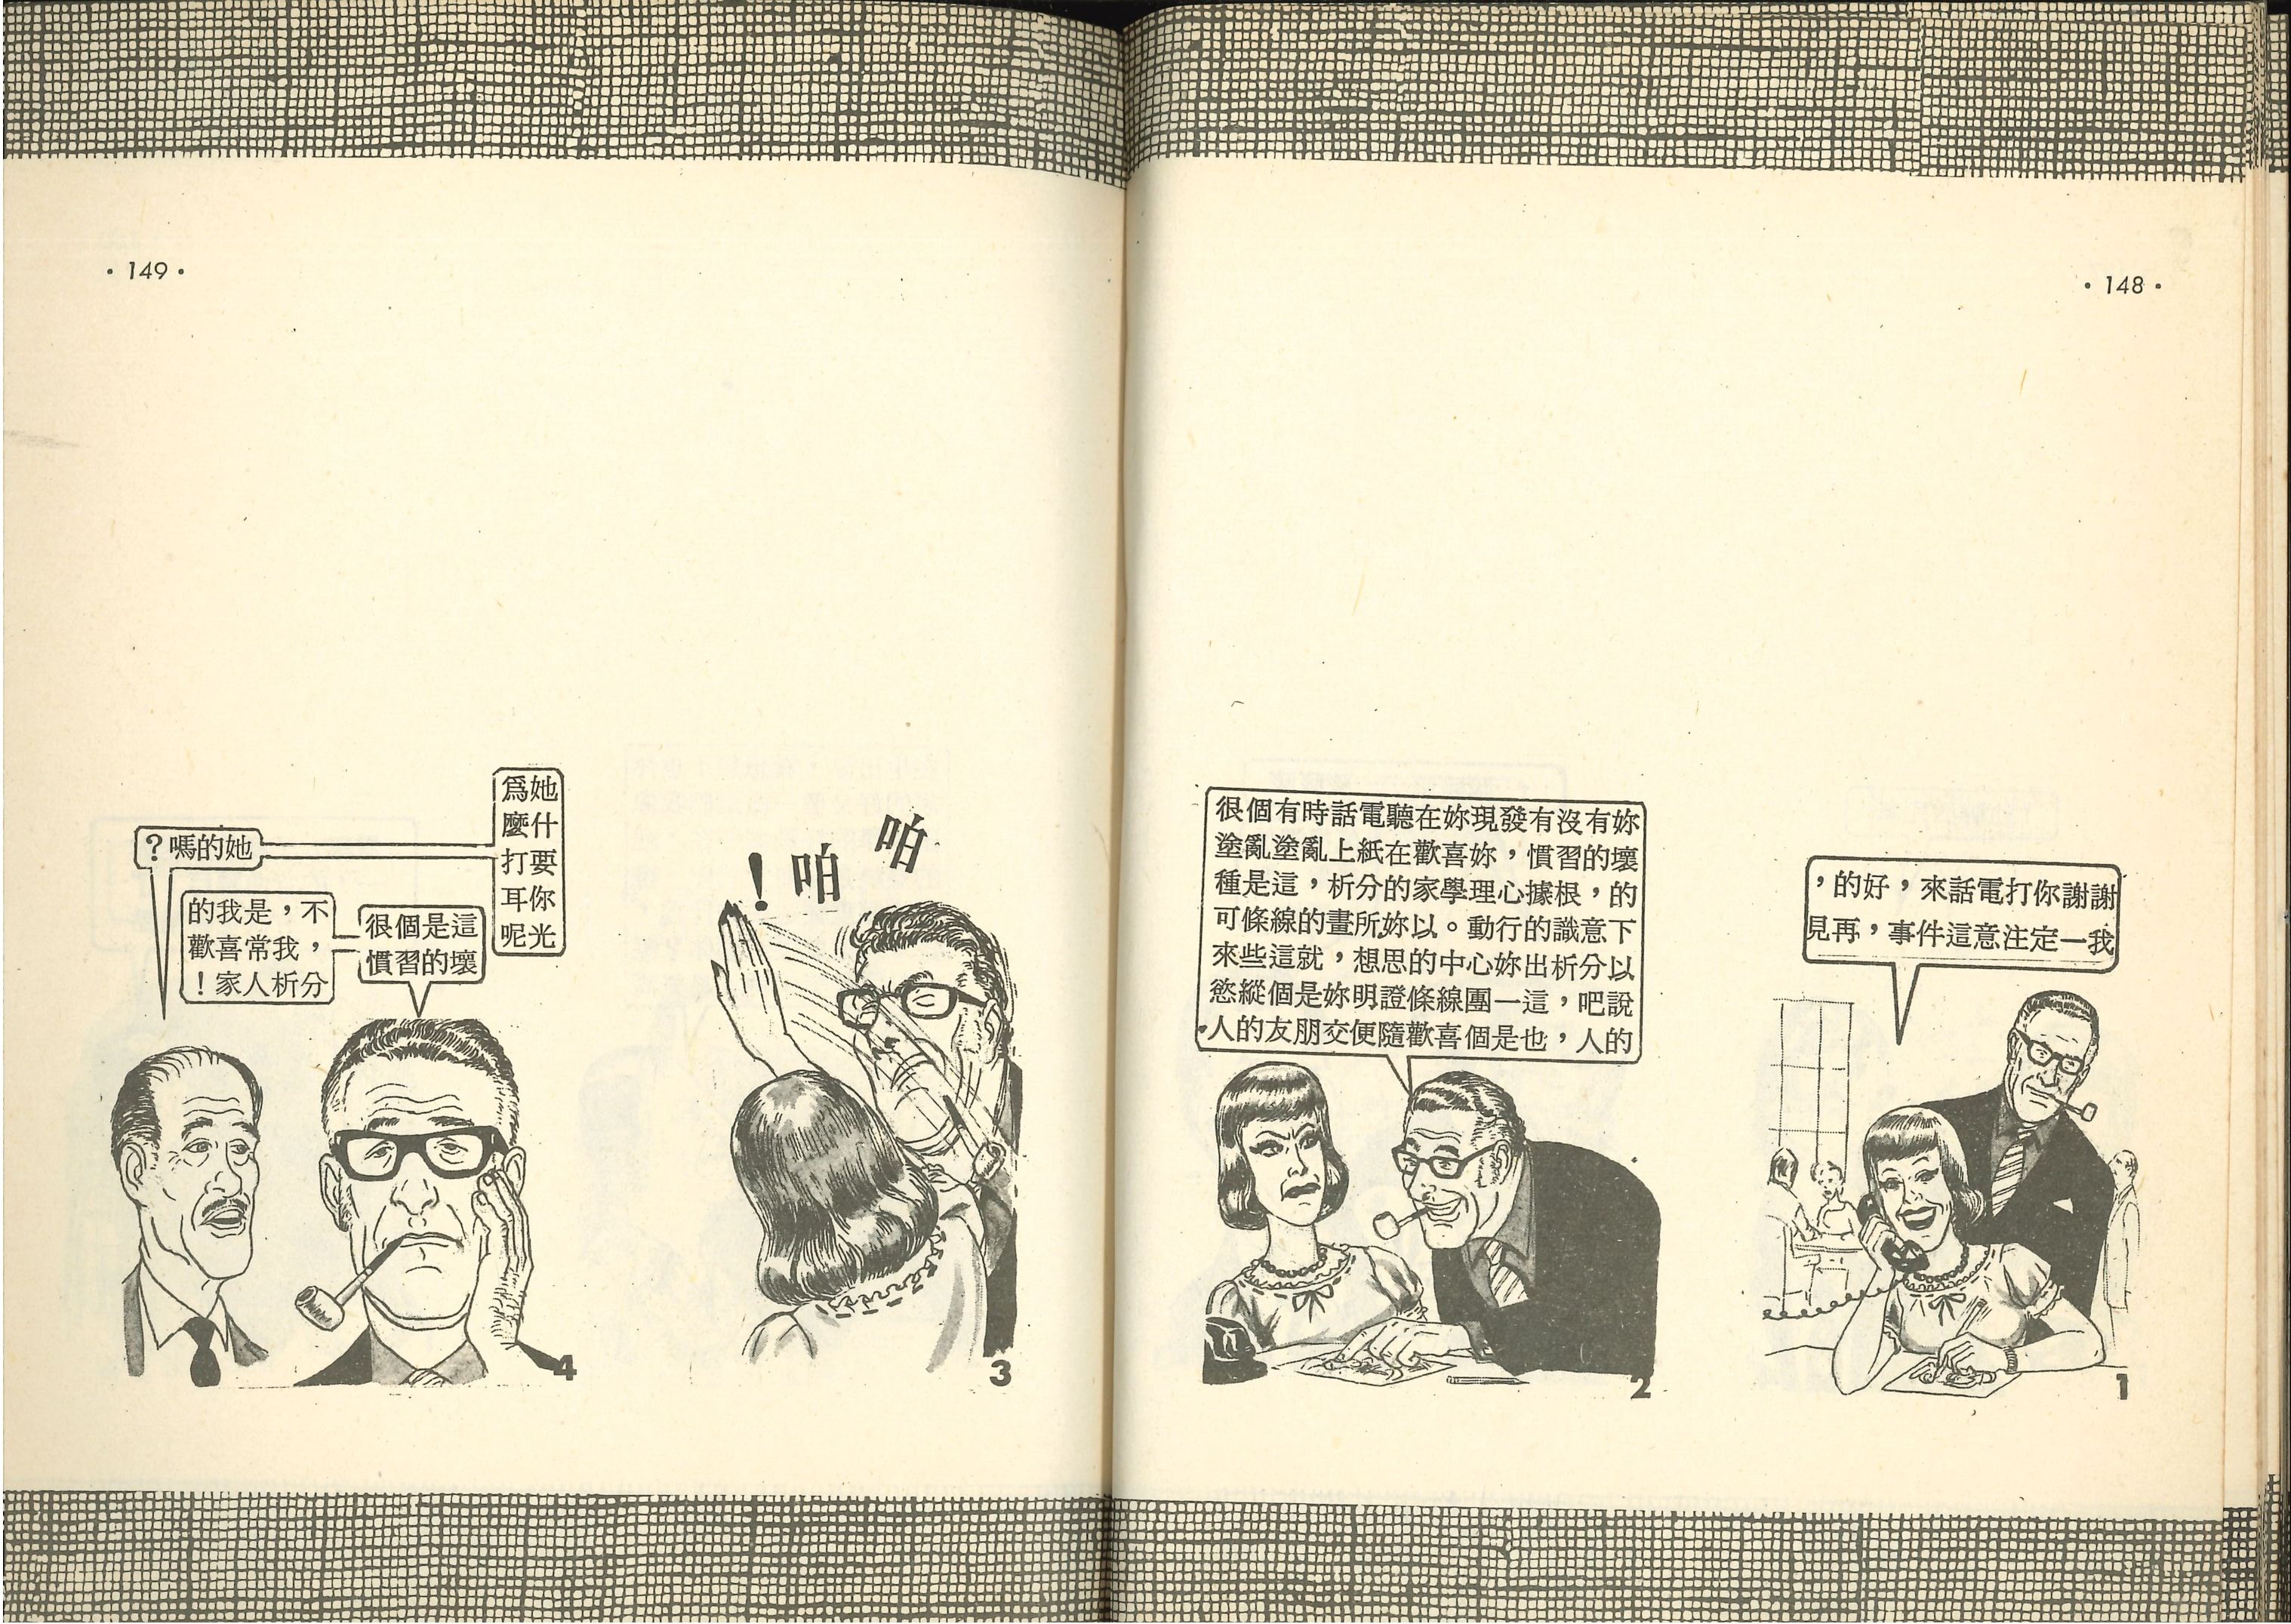 ·148·
謝謝你打電話來，好的，
我一定注意這件事，再見
1
妳有沒有發現妳在聽電話時有個很
壞的習慣，妳喜歡在紙上亂塗亂塗
的，根據心理學家的分析，這是種
下意識的行動。以妳所畫的線條可
以分析出妳心中的思想，就這些來
說吧，這一團線條證明妳是個縱慾
的人，也是個喜歡隨便交朋友的人
2
·149·
咱
咱！
3
她爲
什麼
要打
你耳
光呢
這是個很
壞的習慣
她的嗎？
不，是我的
，我常喜歡
分析人家！
4